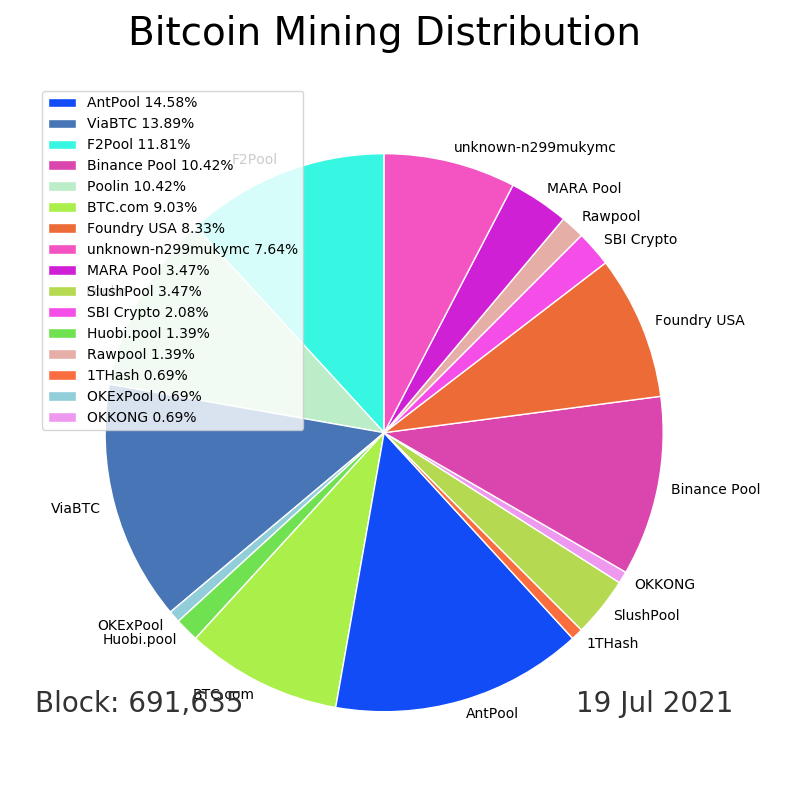 Bitcoin Mining Distribution
AntPool 14.58%
ViaBTC 13.89%
F2Pool 11.81%
Binance Pool 10.42%
Poolin 10.42%
BTC.com 9.03%
Foundry USA 8.33%
unknown-n299mukymc 7.64%
MARA Pool 3.47%
SlushPool 3.47%
SBI Crypto 2.08%
Huobi.pool 1.39%
Rawpool 1.39%
1THash 0.69%
OKExPool 0.69%
OKKONG 0.69%
F2Pool
unknown-n299mukymc
MARA Pool
Rawpool
SBI Crypto
Foundry USA
Binance Pool
OKKONG
SlushPool
1THash
AntPool
BTC.com
Huobi.pool
OKExPool
ViaBTC
Block: 691,635
19 Jul 2021